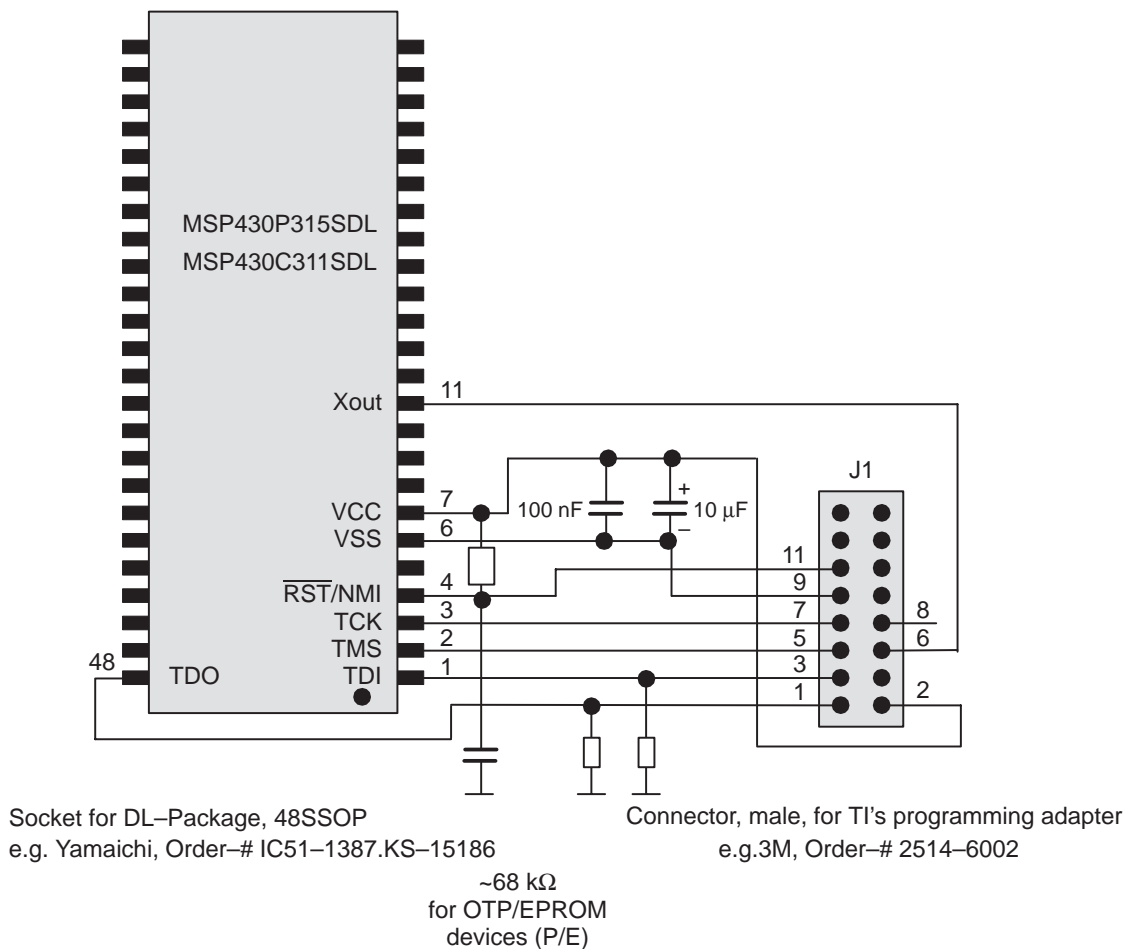 MSP430P315SDL
MSP430C311SDL
Xout
11
J1
VCC
7
100 nF
+
10 μF
–
VSS
6
11
9
R̅S̅T̅/NMI
4
7
8
TCK
3
5
6
TMS
2
3
48
TDO
TDI
1
1
2
Socket for DL–Package, 48SSOP
e.g. Yamaichi, Order–# IC51–1387.KS–15186
Connector, male, for TI's programming adapter
e.g.3M, Order–# 2514–6002
~68 kΩ
for OTP/EPROM
devices (P/E)